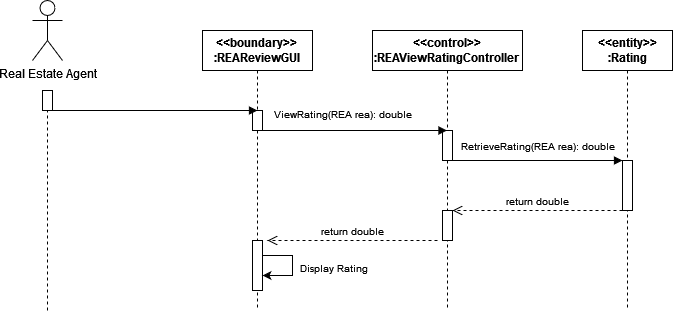 <<boundary>>
:REAReviewGUI
<<control>>
:REAViewRatingController
<<entity>>
:Rating
Real Estate Agent
ViewRating(REA rea): double
RetrieveRating(REA rea): double
return double
return double
Display Rating